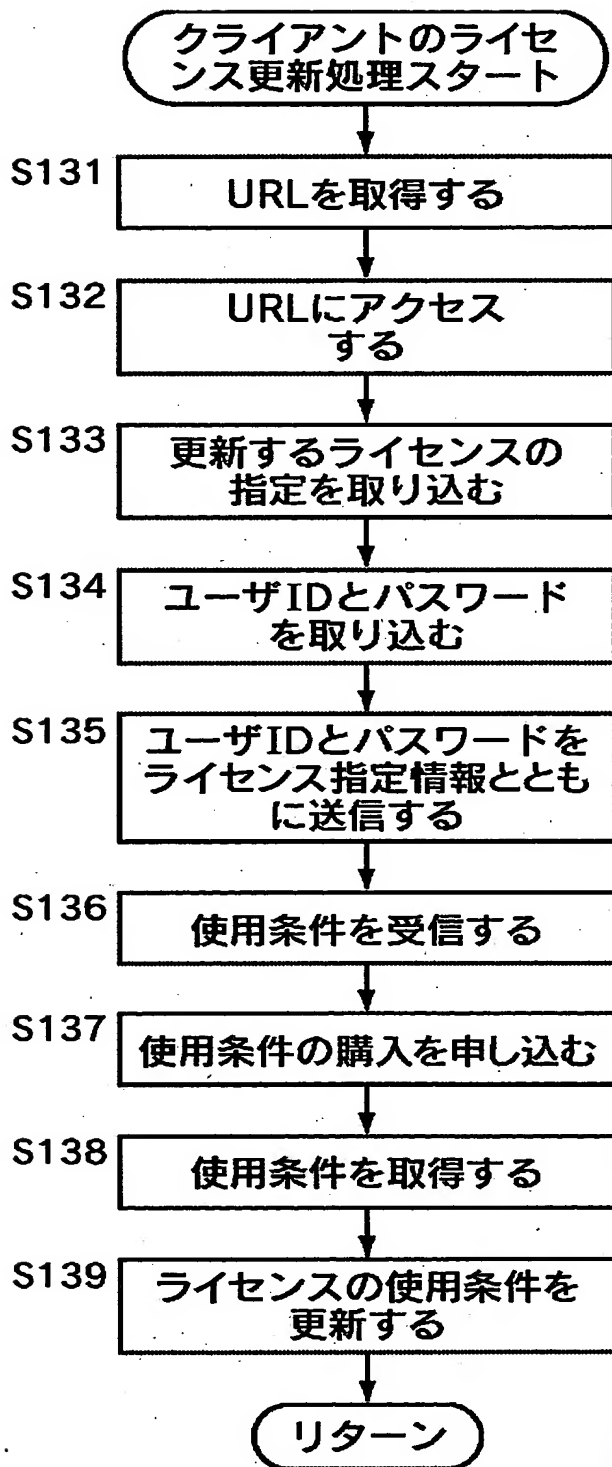 クライアントのライセ
ンス更新処理スタート
S131
URLを取得する
S132
URLにアクセス
する
S133
更新するライセンスの
指定を取り込む
S134
ユーザIDとパスワード
を取り込む
S135
ユーザIDとパスワードを
ライセンス指定情報ととも
に送信する
S136
使用条件を受信する
S137
使用条件の購入を申し込む
S138
使用条件を取得する
S139
ライセンスの使用条件を
更新する
リターン